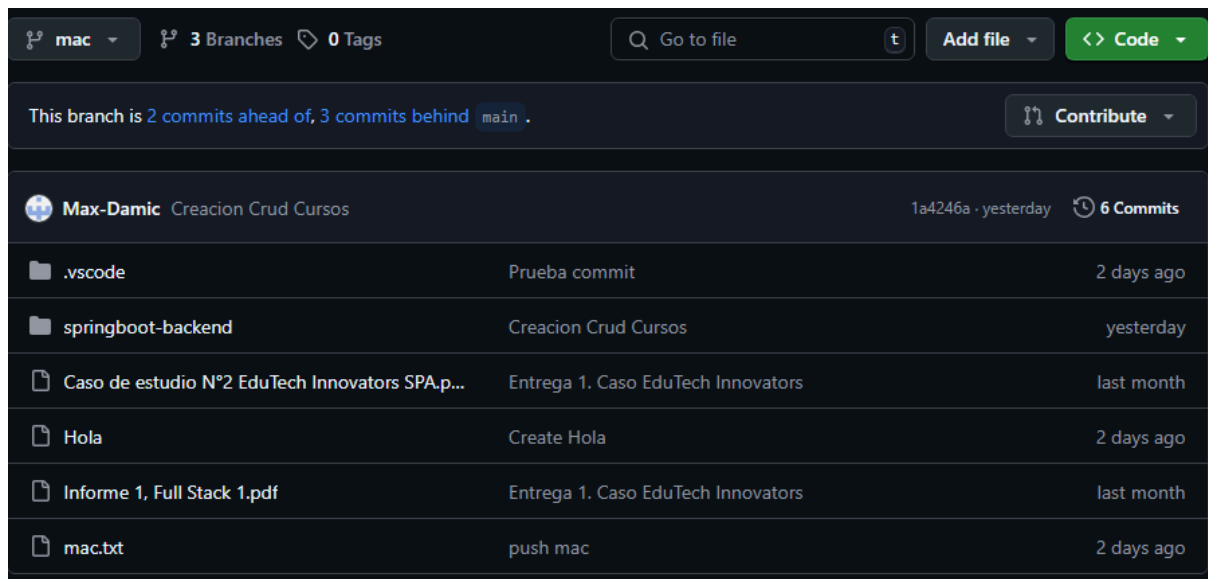 mac 3 Branches 0 Tags Go to file t Add file <> Code
This branch is 2 commits ahead of, 3 commits behind main .
Contribute
Max-Damic Creacion Crud Cursos 1a4246a · yesterday 6 Commits
.vscode Prueba commit 2 days ago
springboot-backend Creacion Crud Cursos yesterday
Caso de estudio N°2 EduTech Innovators SPA.p... Entrega 1. Caso EduTech Innovators last month
Hola Create Hola 2 days ago
Informe 1, Full Stack 1.pdf Entrega 1. Caso EduTech Innovators last month
mac.txt push mac 2 days ago